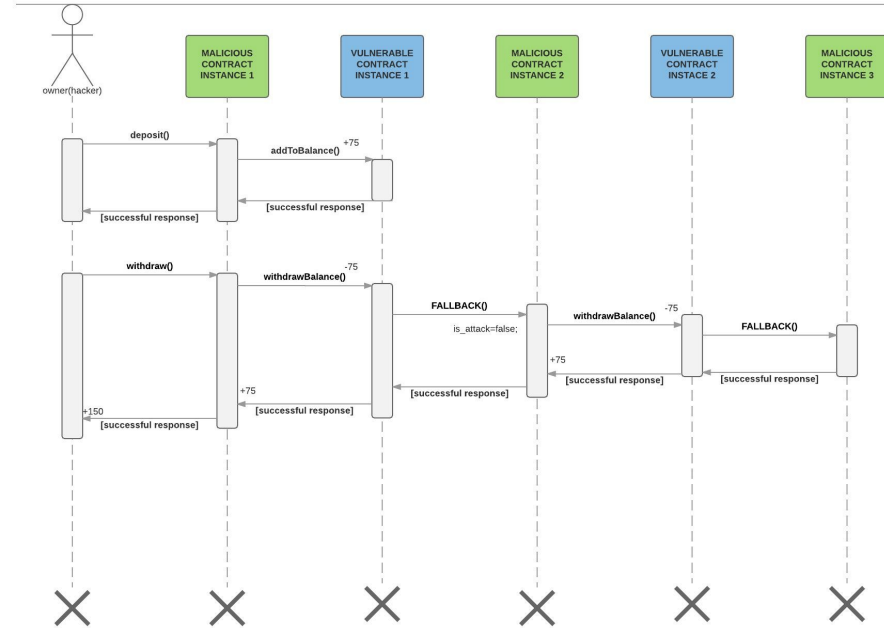 owner(hacker)
MALICIOUS
CONTRACT
INSTANCE 1
VULNERABLE
CONTRACT
INSTANCE 1
MALICIOUS
CONTRACT
INSTANCE 2
VULNERABLE
CONTRACT
INSTACE 2
MALICIOUS
CONTRACT
INSTANCE 3
deposit()
addToBalance()
+75
[successful response]
[successful response]
withdraw()
withdrawBalance()
-75
FALLBACK()
is_attack=false;
withdrawBalance()
-75
FALLBACK()
[successful response]
+75
[successful response]
[successful response]
+75
[successful response]
+150
[successful response]